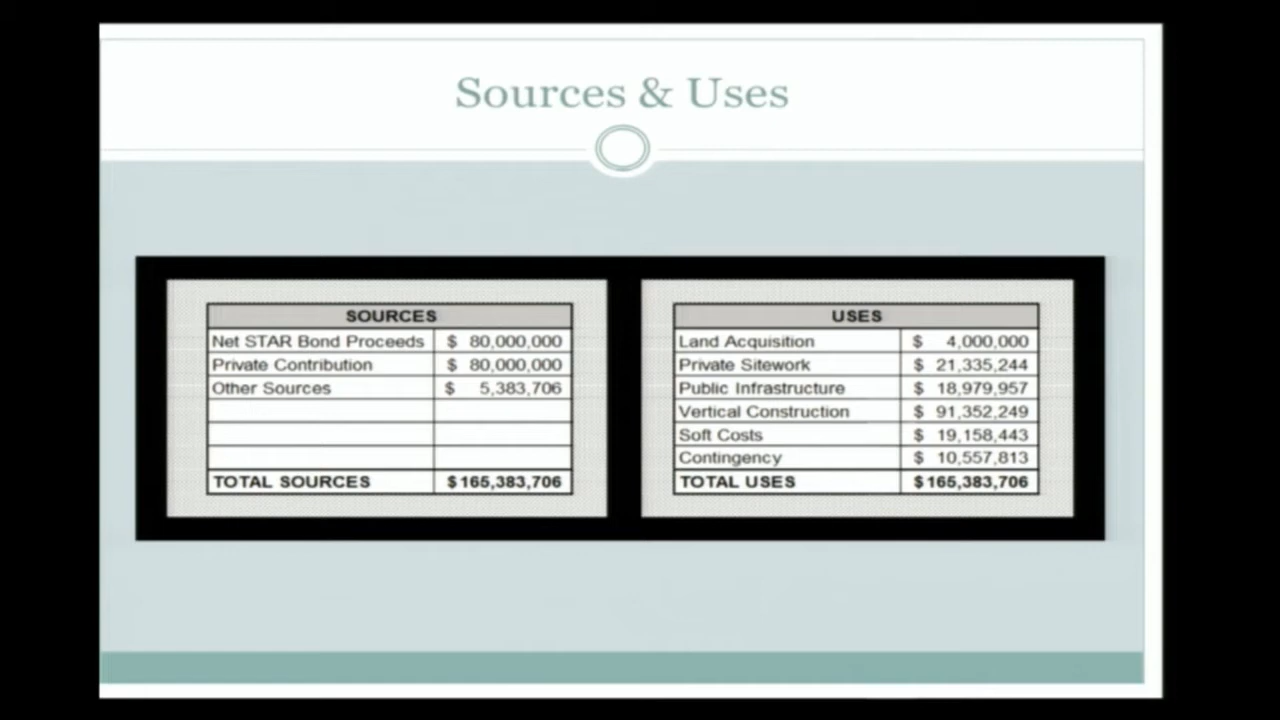 Sources & Uses
SOURCES
Net STAR Bond Proceeds $ 80,000,000
Private Contribution $ 80,000,000
Other Sources $ 5,383,706
TOTAL SOURCES $165,383,706
USES
Land Acquisition $ 4,000,000
Private Sitework $ 21,335,244
Public Infrastructure $ 18,979,957
Vertical Construction $ 91,352,249
Soft Costs $ 19,158,443
Contingency $ 10,557,813
TOTAL USES $165,383,706